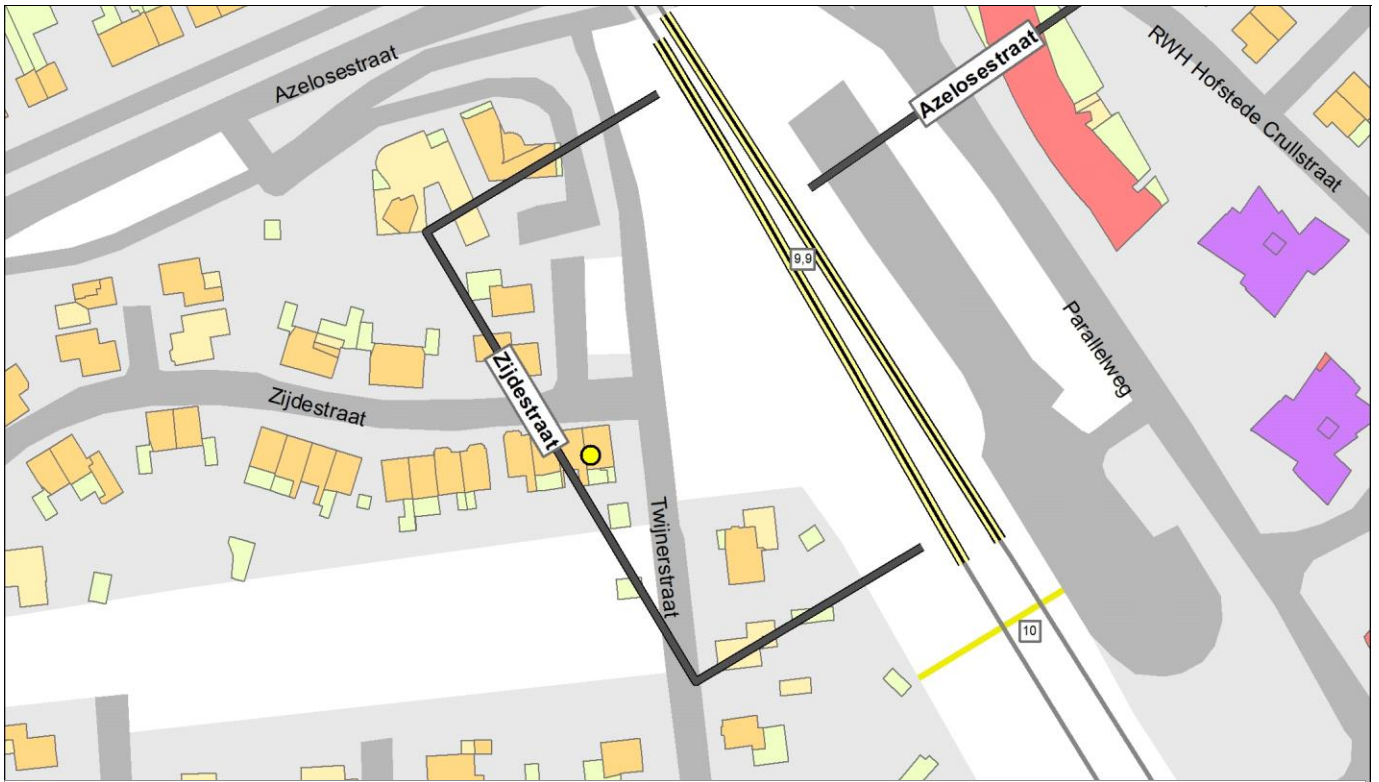 Azelosestraat
Azelosestraat
RWH Hofstede Crullstraat
9,9
Parallelweg
Zijdestraat
Zijdestraat
Twijnerstraat
10